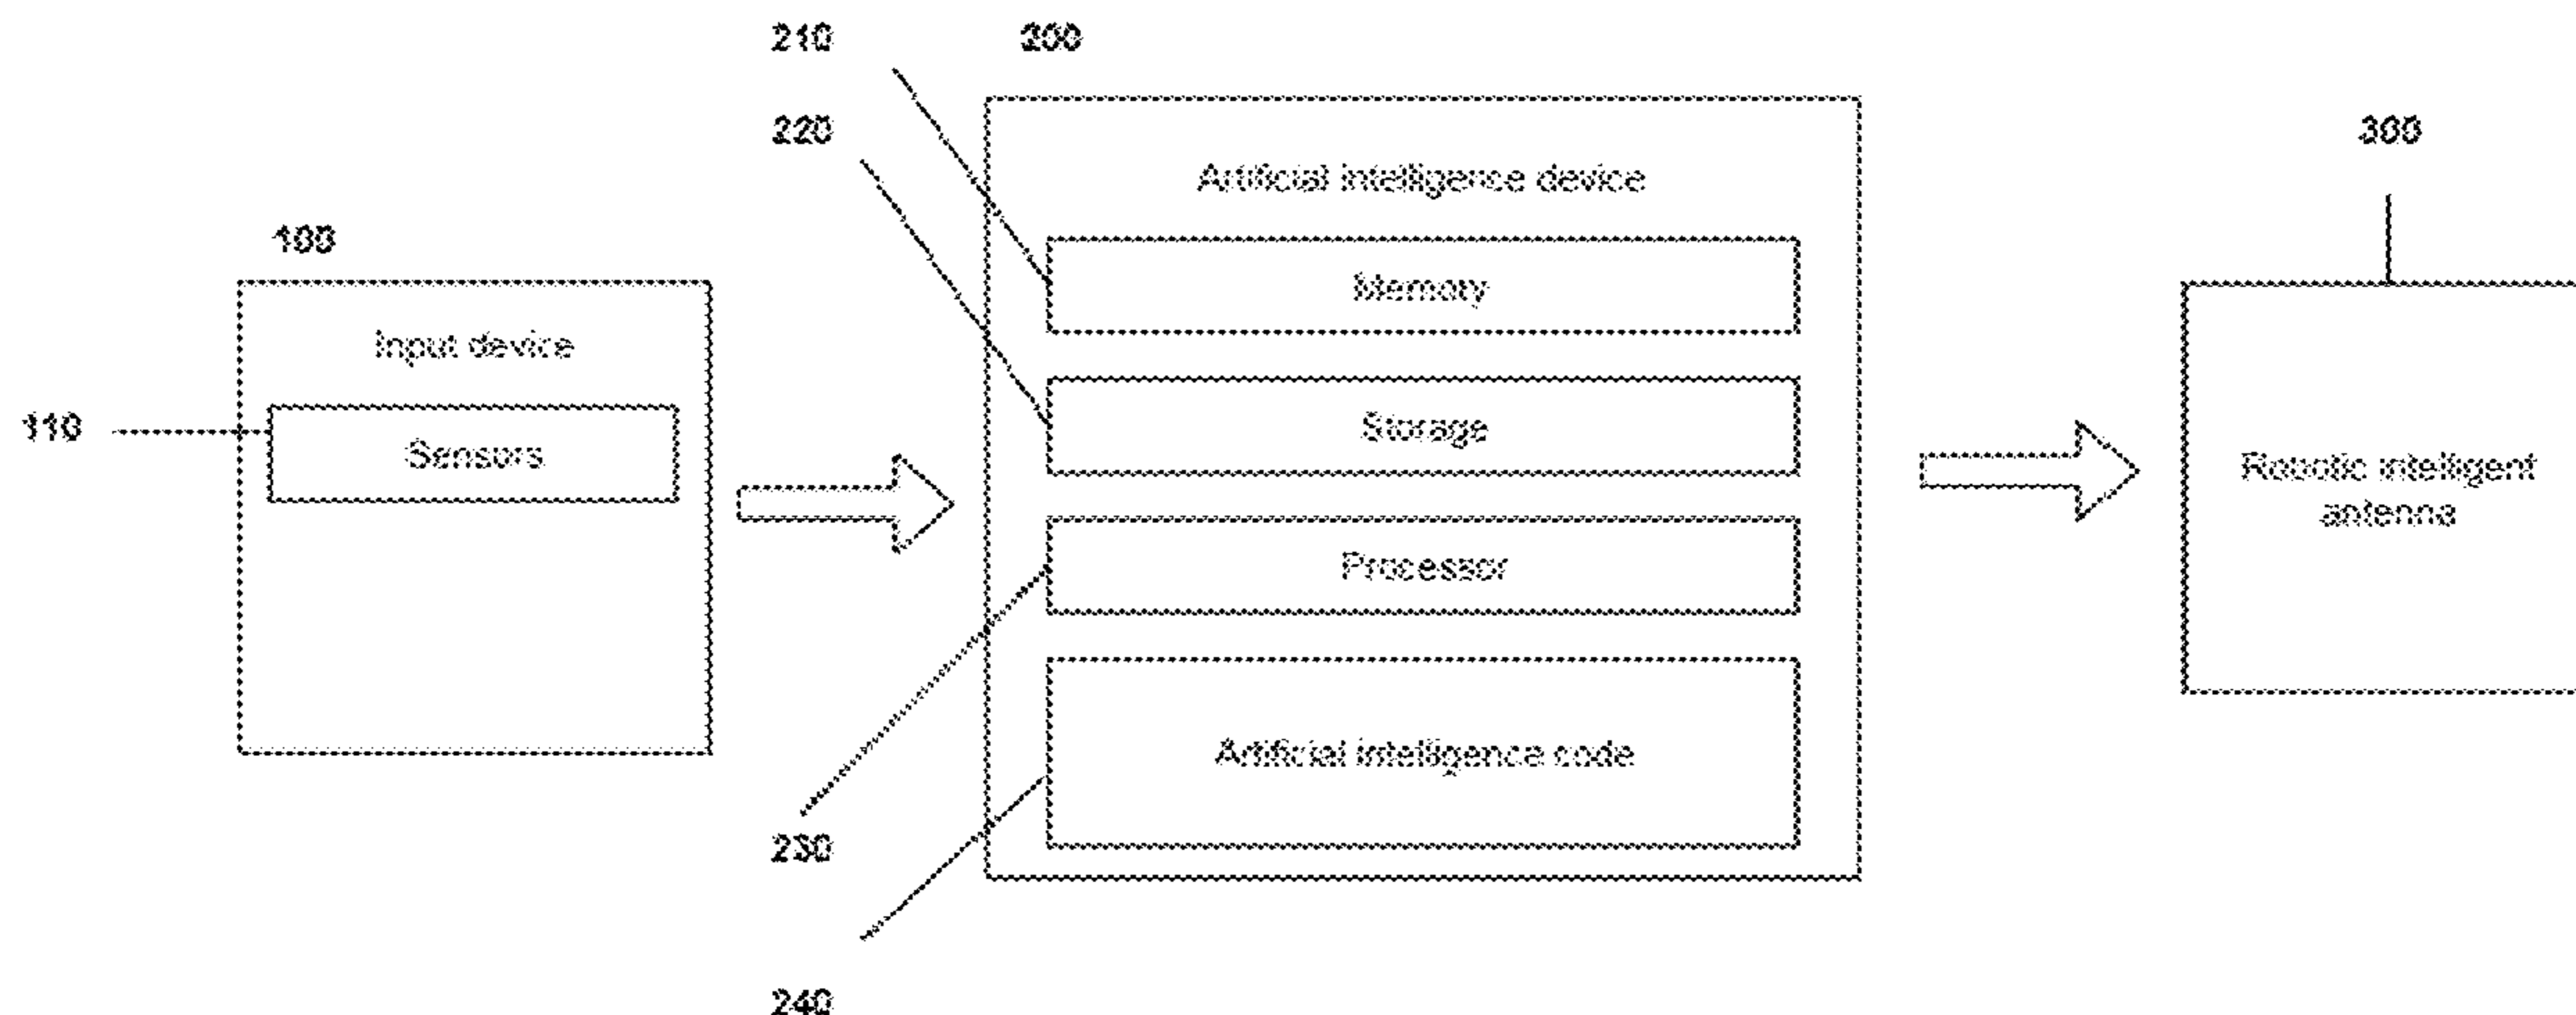 210
200
220
300
Artificial intelligence device
100
Memory
Input device
110
Sensors
Storage
Robotic intelligent
antenna
Processor
Artificial intelligence code
230
240